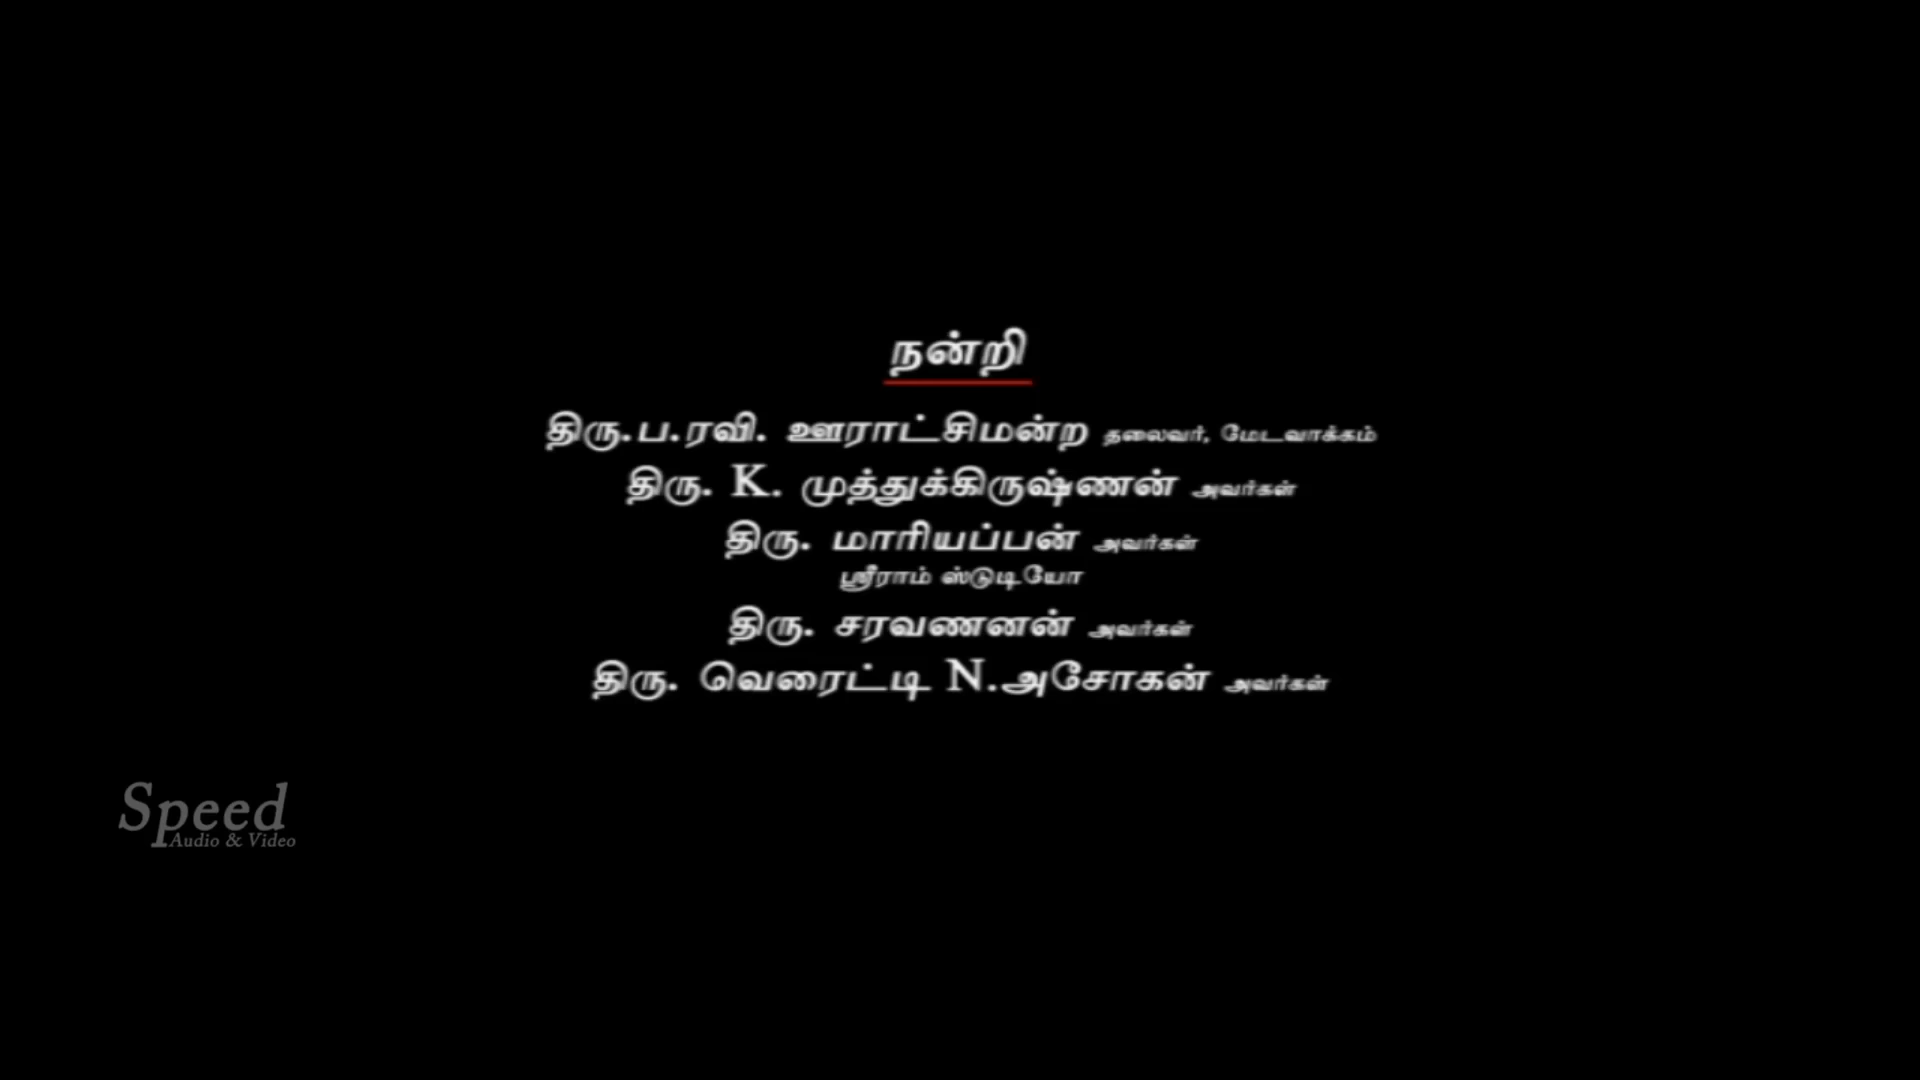 நன்றி
திரு.ப.ரவி. ஊராட்சிமன்ற தலைவர், மேடவாக்கம்
திரு. K. முத்துக்கிருஷ்ணன் அவர்கள்
திரு. மாரியப்பன் அவர்கள்
ஸ்ரீராம் ஸ்டுடியோ
திரு. சரவணனன் அவர்கள்
திரு. வெரைட்டி N.அசோகன் அவர்கள்
Speed
Audio & Video